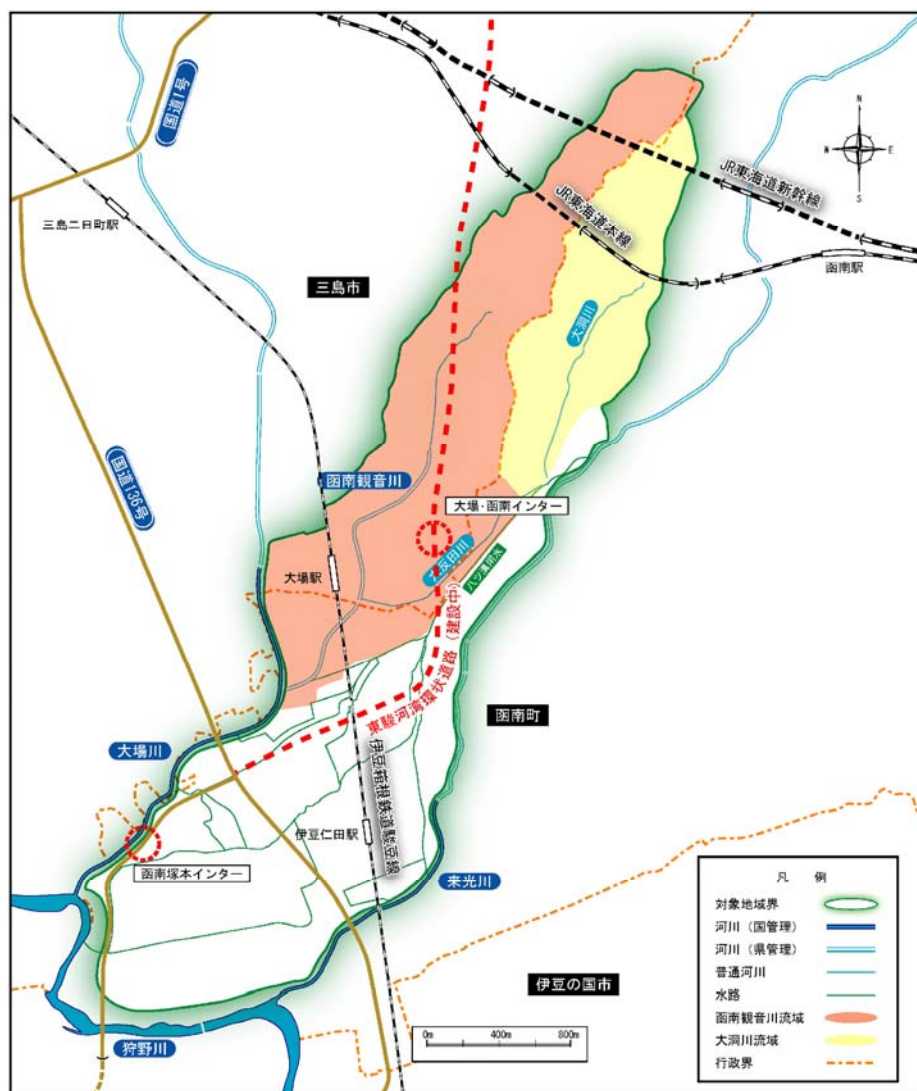 国道1号
N
W
E
S
JR東海道新幹線
JR東海道本線
三島二日町駅
函南駅
三島市
大洞川
国道136号
函南観音川
大場・函南インター
大場駅
八ツ溝用水
東駿河湾環状道路(建設中)
函南町
大場川
伊豆箱根鉄道駿豆線
伊豆仁田駅
函南塚本インター
来光川
伊豆の国市
狩野川
0m 400m 800m
凡 例
対象地域界
河川(国管理)
河川(県管理)
普通河川
水路
函南観音川流域
大洞川流域
行政界